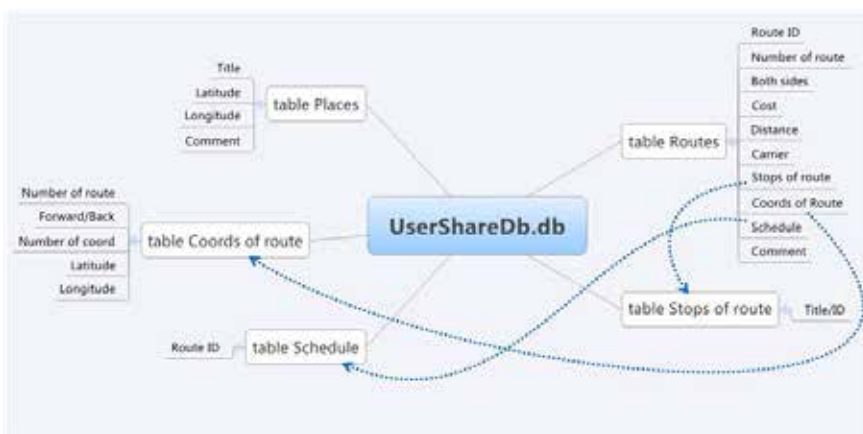 Title
Latitude
Longitude
Comment
table Places
Number of route
Forward/Back
Number of coord
Latitude
Longitude
table Coords of route
Route ID
table Schedule
UserShareDb.db
Route ID
Number of route
Both sides
Cost
Distance
Carrier
Stops of route
Coords of Route
Schedule
Comment
table Routes
table Stops of route
Title/ID